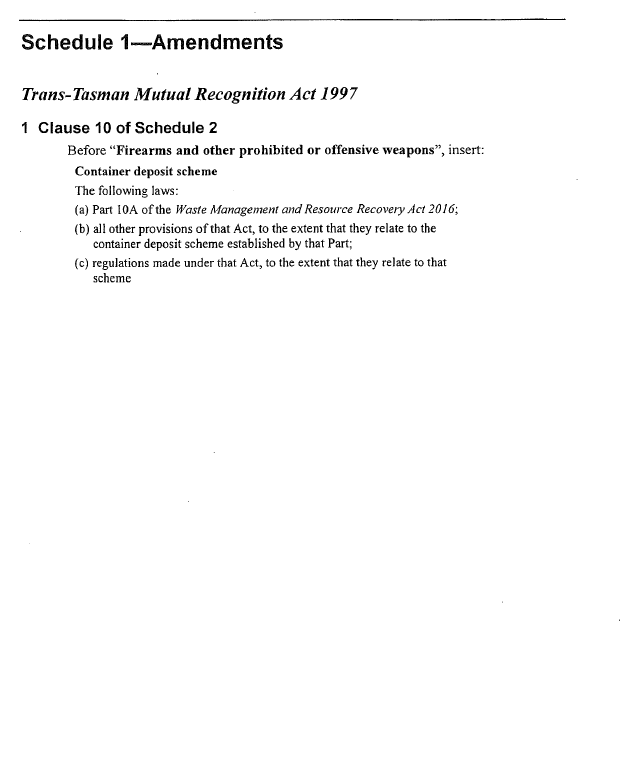 Schedule 1—Amendments
Trans-Tasman Mutual Recognition Act 1997
1 Clause 10 of Schedule 2
Before “Firearms and other prohibited or offensive weapons”, insert:
Container deposit scheme
The following laws:
(a) Part 10A of the Waste Management and Resource Recovery Act 2016;
(b) all other provisions of that Act, to the extent that they relate to the
container deposit scheme established by that Part;
(c) regulations made under that Act, to the extent that they relate to that
scheme